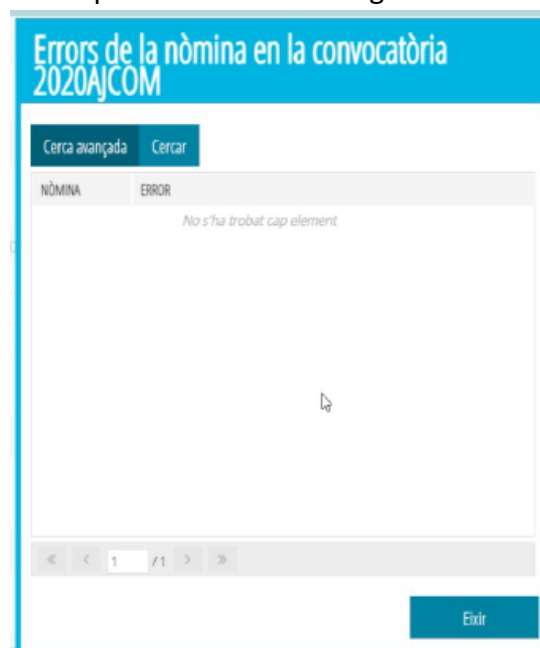 Errors de la nòmina en la convocatòria
2020AJCOM
Cerca avançada Cercar
NÒMINA ERROR
No s'ha trobat cap element
« < 1 / 1 > »
Eixir